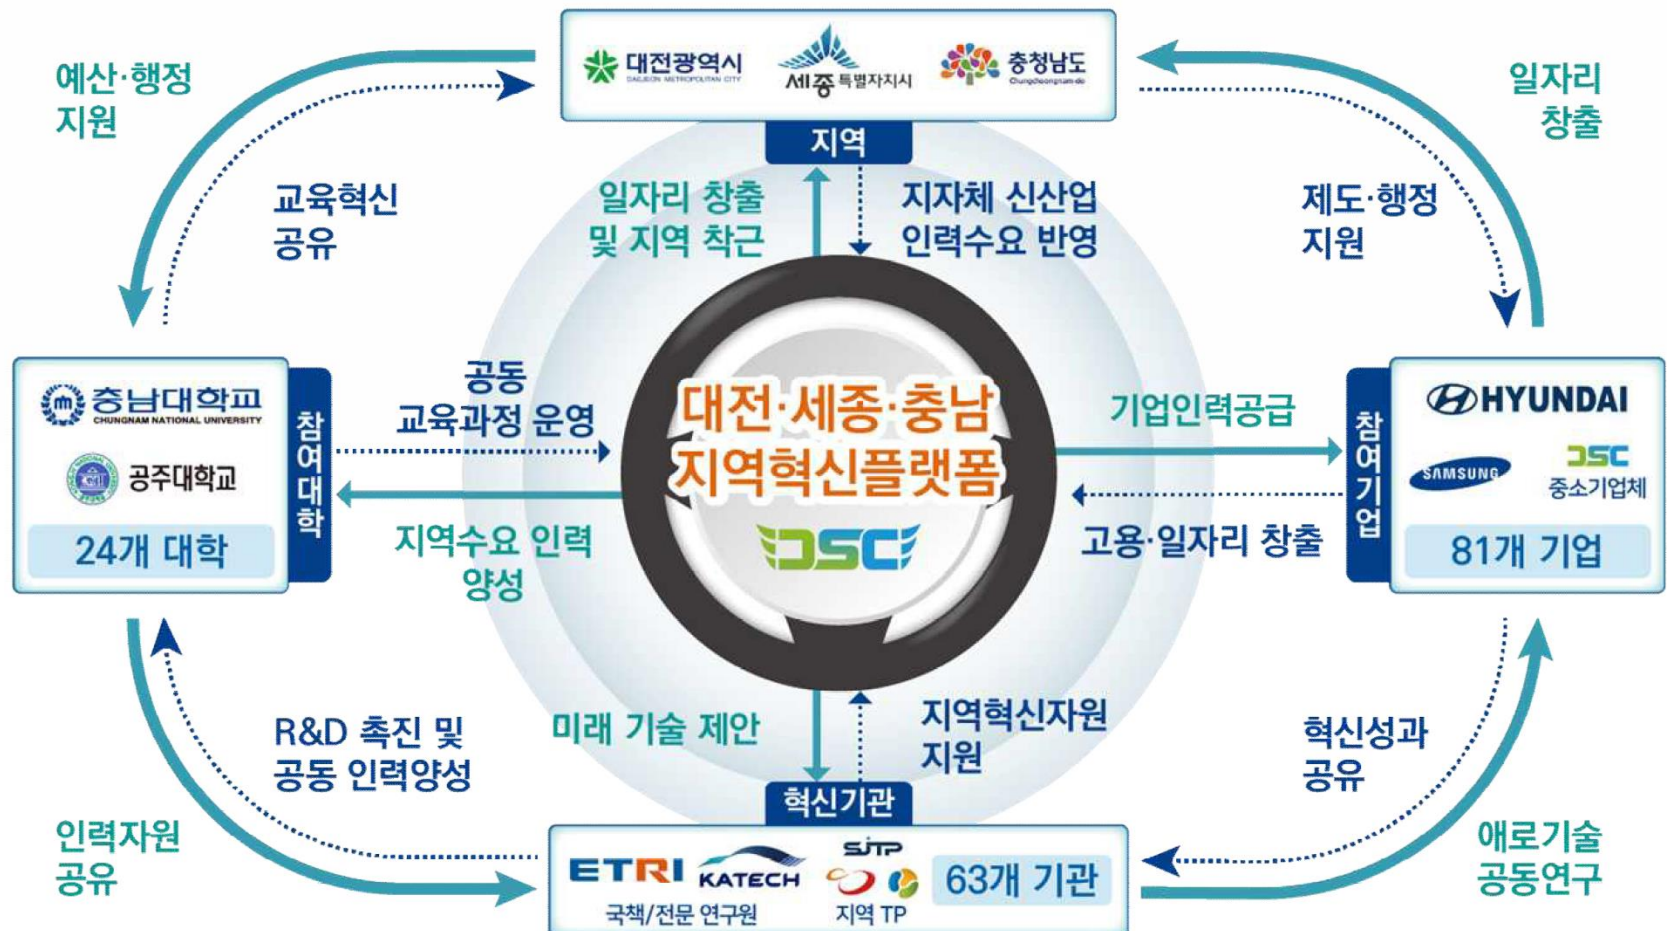 대전광역시
DAEJEON METROPOLITAN CITY
세종특별자치시
충청남도
Chungcheongnam-do
지역
예산·행정
지원
교육혁신
공유
일자리 창출
및 지역 착근
지자체 신산업
인력수요 반영
제도·행정
지원
일자리
창출
충남대학교
CHUNGNAM NATIONAL UNIVERSITY
공주대학교
24개 대학
참여대학
공동
교육과정 운영
지역수요 인력
양성
대전·세종·충남
지역혁신플랫폼
DSC
기업인력공급
고용·일자리 창출
참여기업
HYUNDAI
SAMSUNG
DSC
중소기업체
81개 기업
R&D 촉진 및
공동 인력양성
인력자원
공유
미래 기술 제안
지역혁신자원
지원
혁신성과
공유
애로기술
공동연구
혁신기관
ETRI
KATECH
국책/전문 연구원
SJTP
지역 TP
63개 기관